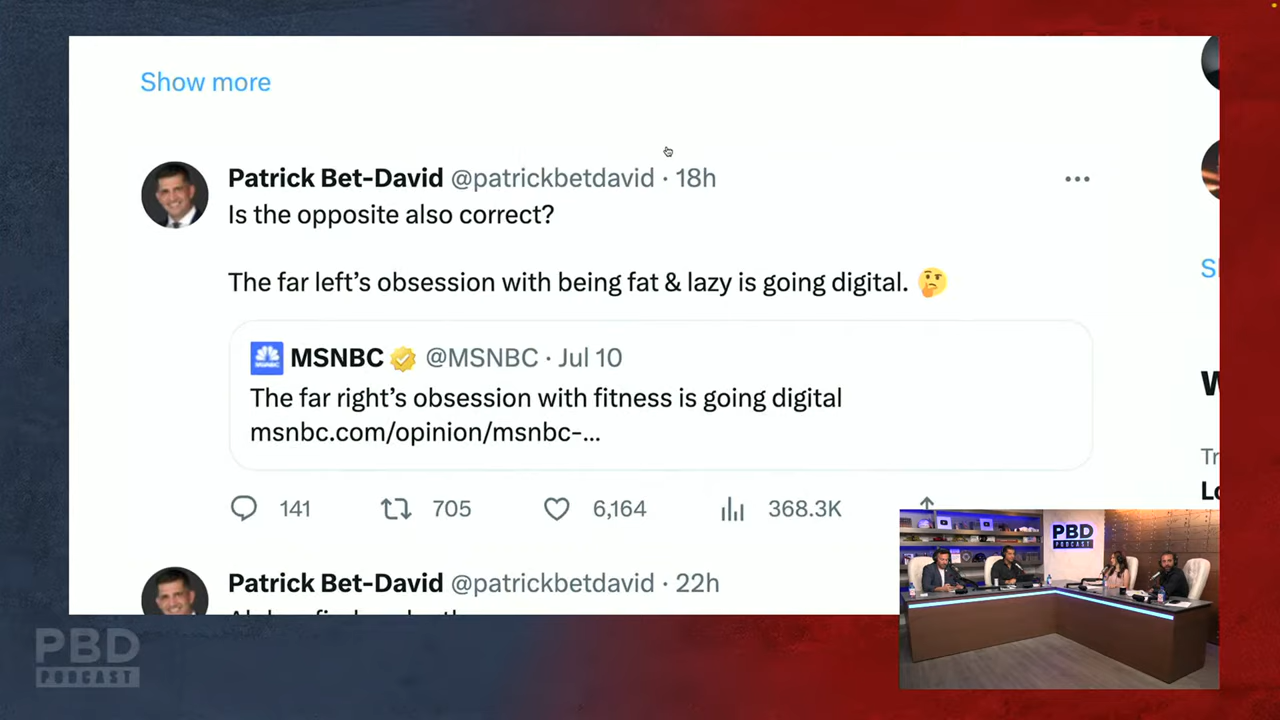 Show more
Patrick Bet-David @patrickbetdavid · 18h
Is the opposite also correct?
The far left's obsession with being fat & lazy is going digital. 🤔
MSNBC @MSNBC · Jul 10
The far right's obsession with fitness is going digital
msnbc.com/opinion/msnbc-...
141 705 6,164 368.3K
Patrick Bet-David @patrickbetdavid · 22h
PBD
PODCAST
PBD
PODCAST